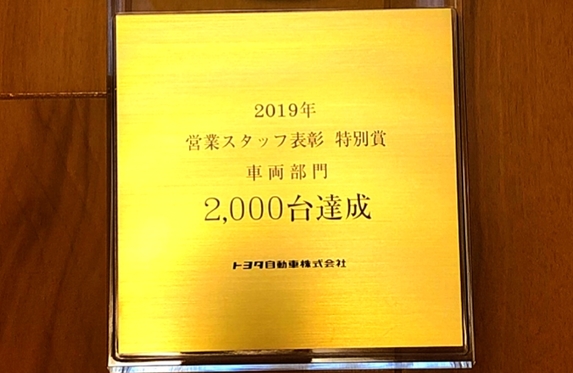 2019年
営業スタッフ表彰 特別賞
車両部門
2,000台達成
トヨタ自動車株式会社